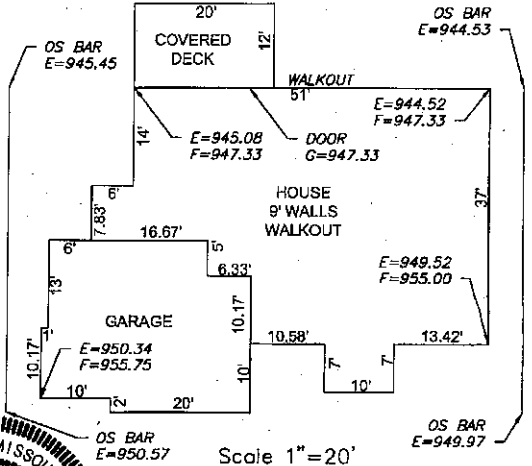 20'
OS BAR
E=945.45
COVERED
DECK
12'
OS BAR
E=944.53
WALKOUT
51'
E=945.08
F=947.33
DOOR
G=947.33
E=944.52
F=947.33
14'
6'
7.83'
HOUSE
9' WALLS
WALKOUT
37'
6'
16.67'
5'
6.33'
13'
GARAGE
10.17'
E=949.52
F=955.00
1'
10.17'
E=950.34
F=955.75
10.58'
13.42'
7'
7'
10'
10'
10'
2'
20'
OS BAR
E=950.57
Scale 1"=20'
OS BAR
E=949.97